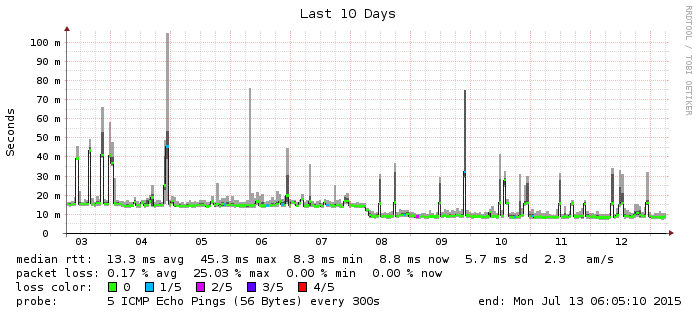 Last 10 Days
RRDTOOL / TOBI OETIKER
Seconds
100 m
90 m
80 m
70 m
60 m
50 m
40 m
30 m
20 m
10 m
0
03 04 05 06 07 08 09 10 11 12
median rtt: 13.3 ms avg 45.3 ms max 8.3 ms min 8.8 ms now 5.7 ms sd 2.3 am/s
packet loss: 0.17 % avg 25.03 % max 0.00 % min 0.00 % now
loss color: 0 1/5 2/5 3/5 4/5
probe: 5 ICMP Echo Pings (56 Bytes) every 300s end: Mon Jul 13 06:05:10 2015